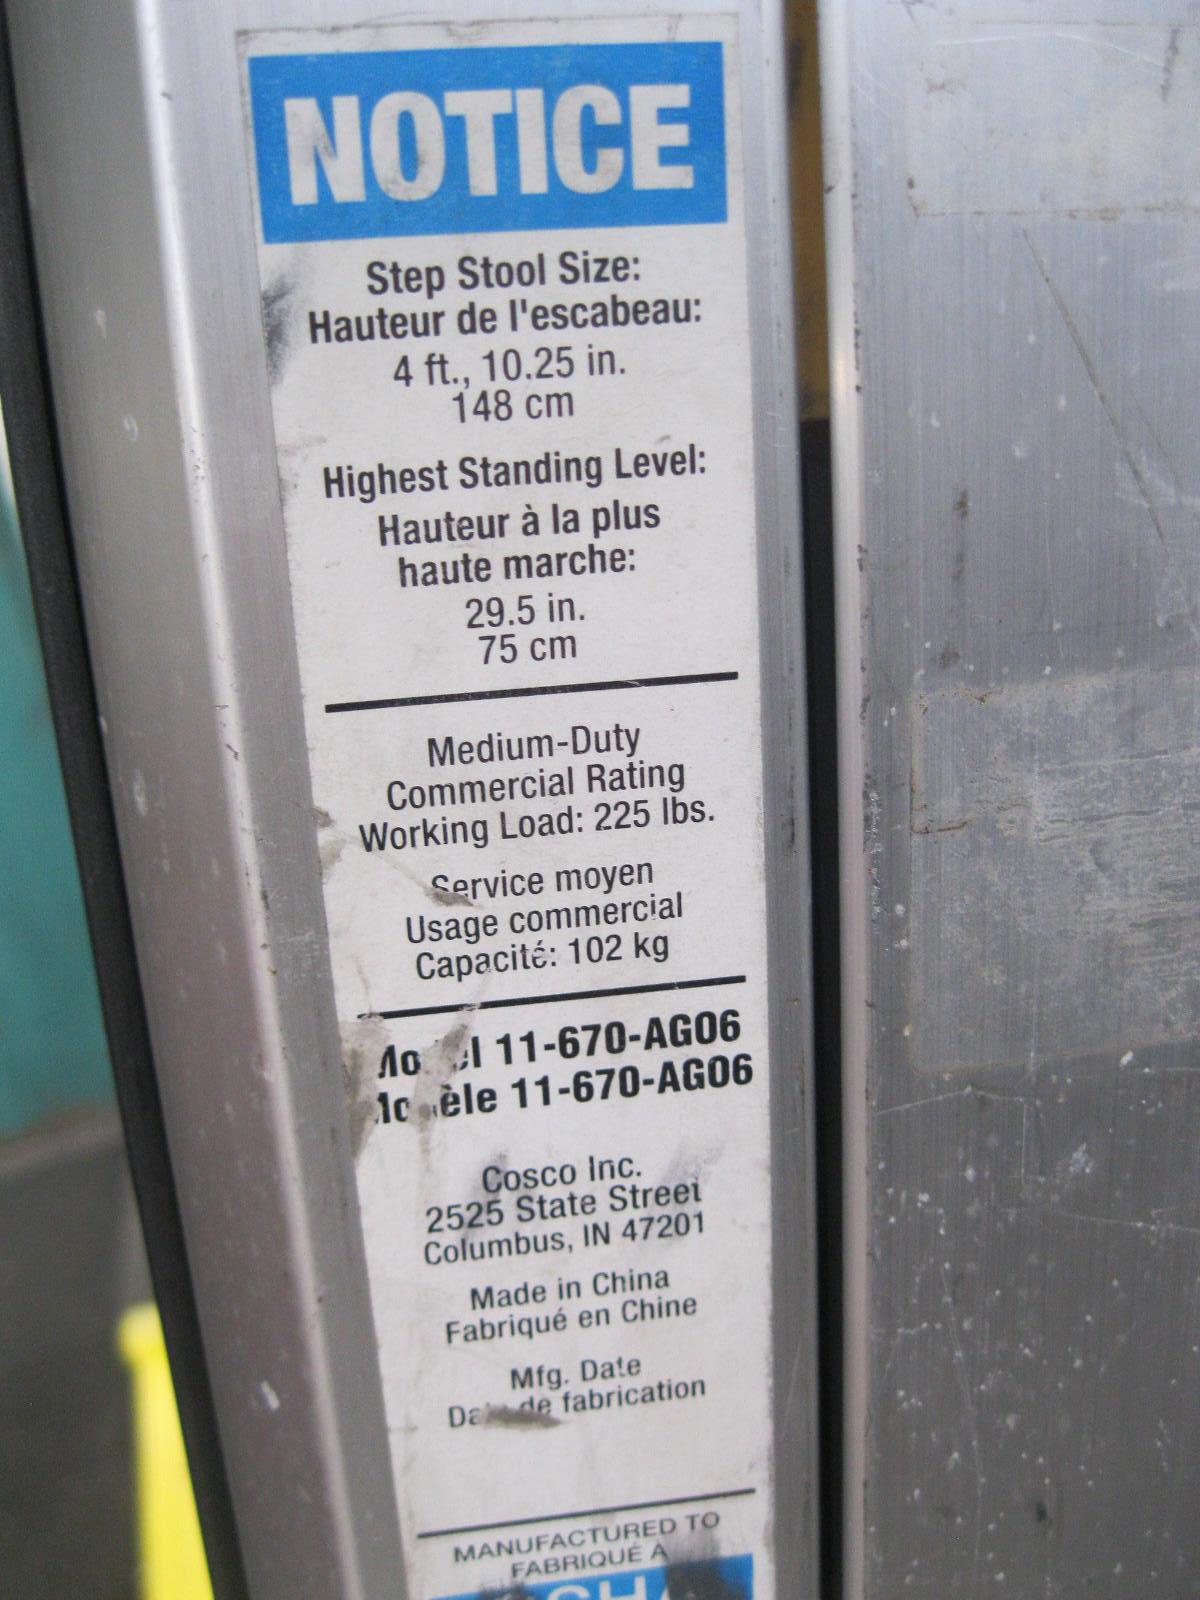 NOTICE
Step Stool Size:
Hauteur de l'escabeau:
4 ft., 10.25 in.
148 cm
Highest Standing Level:
Hauteur à la plus
haute marche:
29.5 in.
75 cm
Medium-Duty
Commercial Rating
Working Load: 225 lbs.
Service moyen
Usage commercial
Capacité: 102 kg
Model 11-670-AG06
Modèle 11-670-AG06
Cosco Inc.
2525 State Street
Columbus, IN 47201
Made in China
Fabriqué en Chine
Mfg. Date
Date de fabrication
MANUFACTURED TO
FABRIQUÉ À